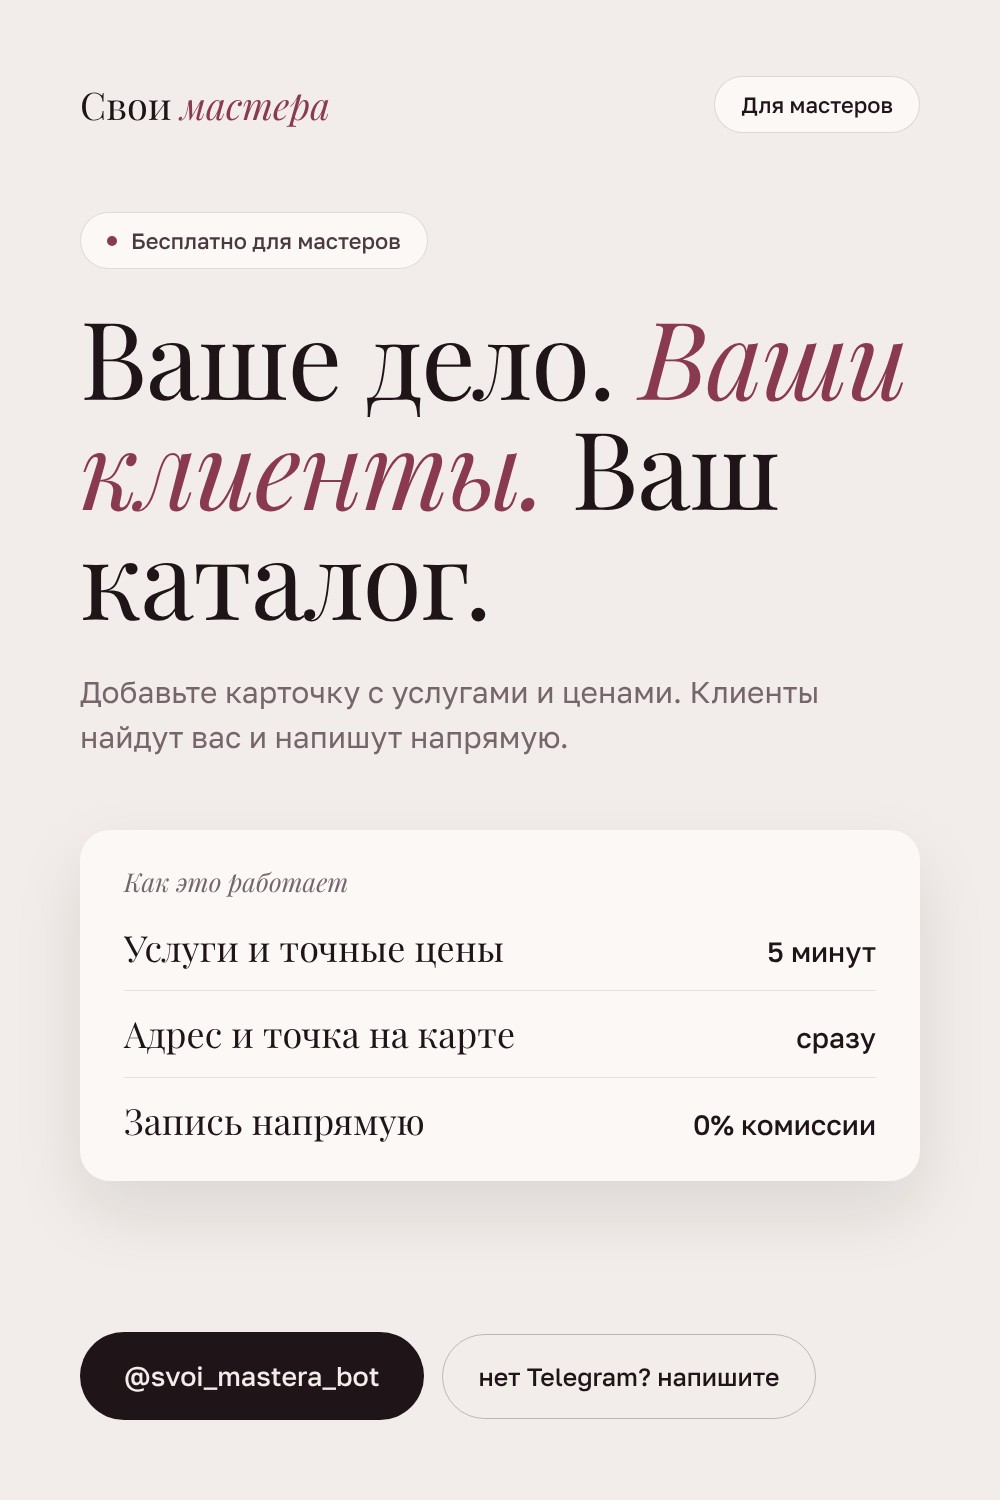 Свои мастера
Для мастеров
Бесплатно для мастеров
Ваше дело. Ваши
клиенты. Ваш
каталог.
Добавьте карточку с услугами и ценами. Клиенты
найдут вас и напишут напрямую.
Как это работает
Услуги и точные цены 5 минут
Адрес и точка на карте сразу
Запись напрямую 0% комиссии
@svoi_mastera_bot
нет Telegram? напишите